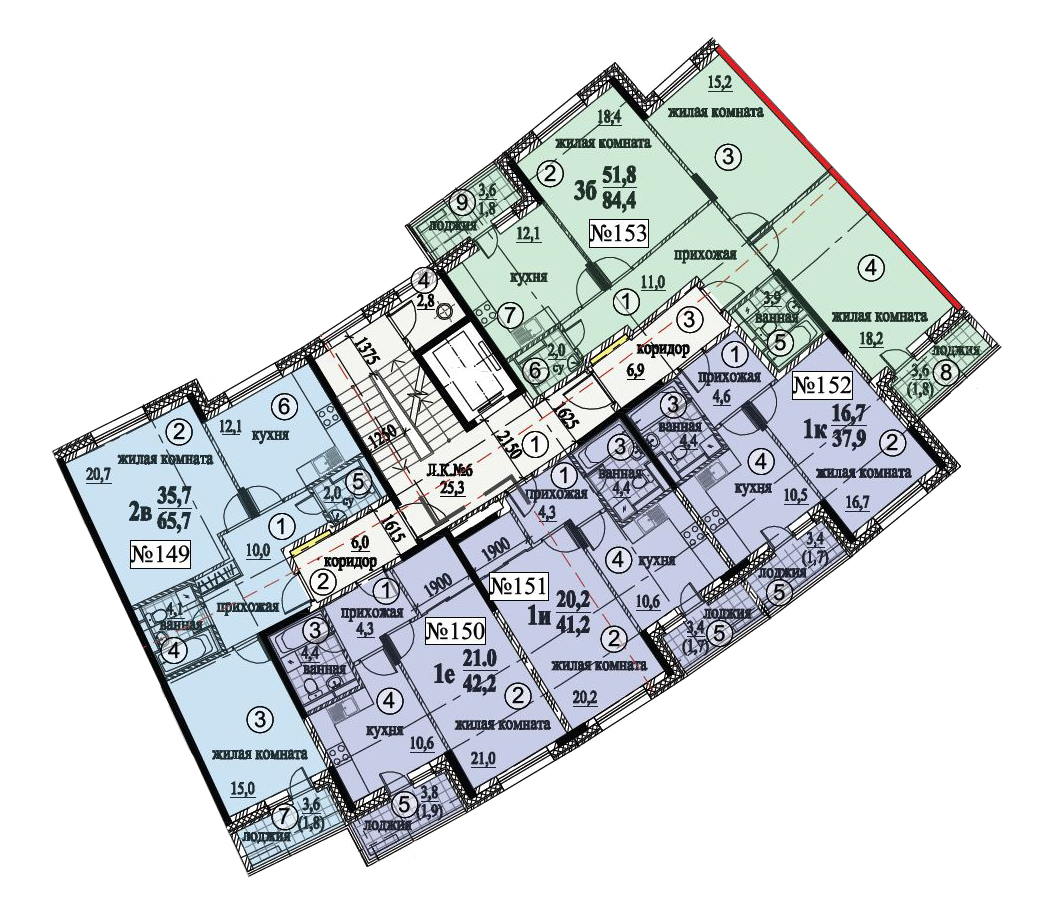 15,2
жилая комната
3
18,4
жилая комната
2
3б 51,8
84,4
№153
9
3,6
1,8
лоджия
12,1
кухня
7
прихожая
11,0
1
4
жилая комната
18,2
3,9
ванная
5
3,6
(1,8)
лоджия
8
2,0
су
6
4
2,8
3
коридор
6,9
1375
1250
1625
2150
1
Л.К.№6
25,3
1615
6
12,1
кухня
2
жилая комната
20,7
2в 35,7
65,7
№149
2,0
су
5
1
10,0
прихожая
6,0
коридор
2
4,1
ванная
4
3
жилая комната
15,0
7
3,6
(1,8)
лоджия
1
прихожая
4,6
№152
1к 16,7
37,9
2
жилая комната
16,7
3
ванная
4,4
4
кухня
10,5
3,4
(1,7)
лоджия
5
3
ванная
4,4
1
прихожая
4,3
1900
№151
1и 20,2
41,2
4
кухня
10,6
2
жилая комната
20,2
лоджия
3,4
(1,7)
5
1900
1
прихожая
4,3
№150
1е 21.0
42,2
3
4,4
ванная
4
кухня
10,6
2
жилая комната
21,0
5
3,8
(1,9)
лоджия